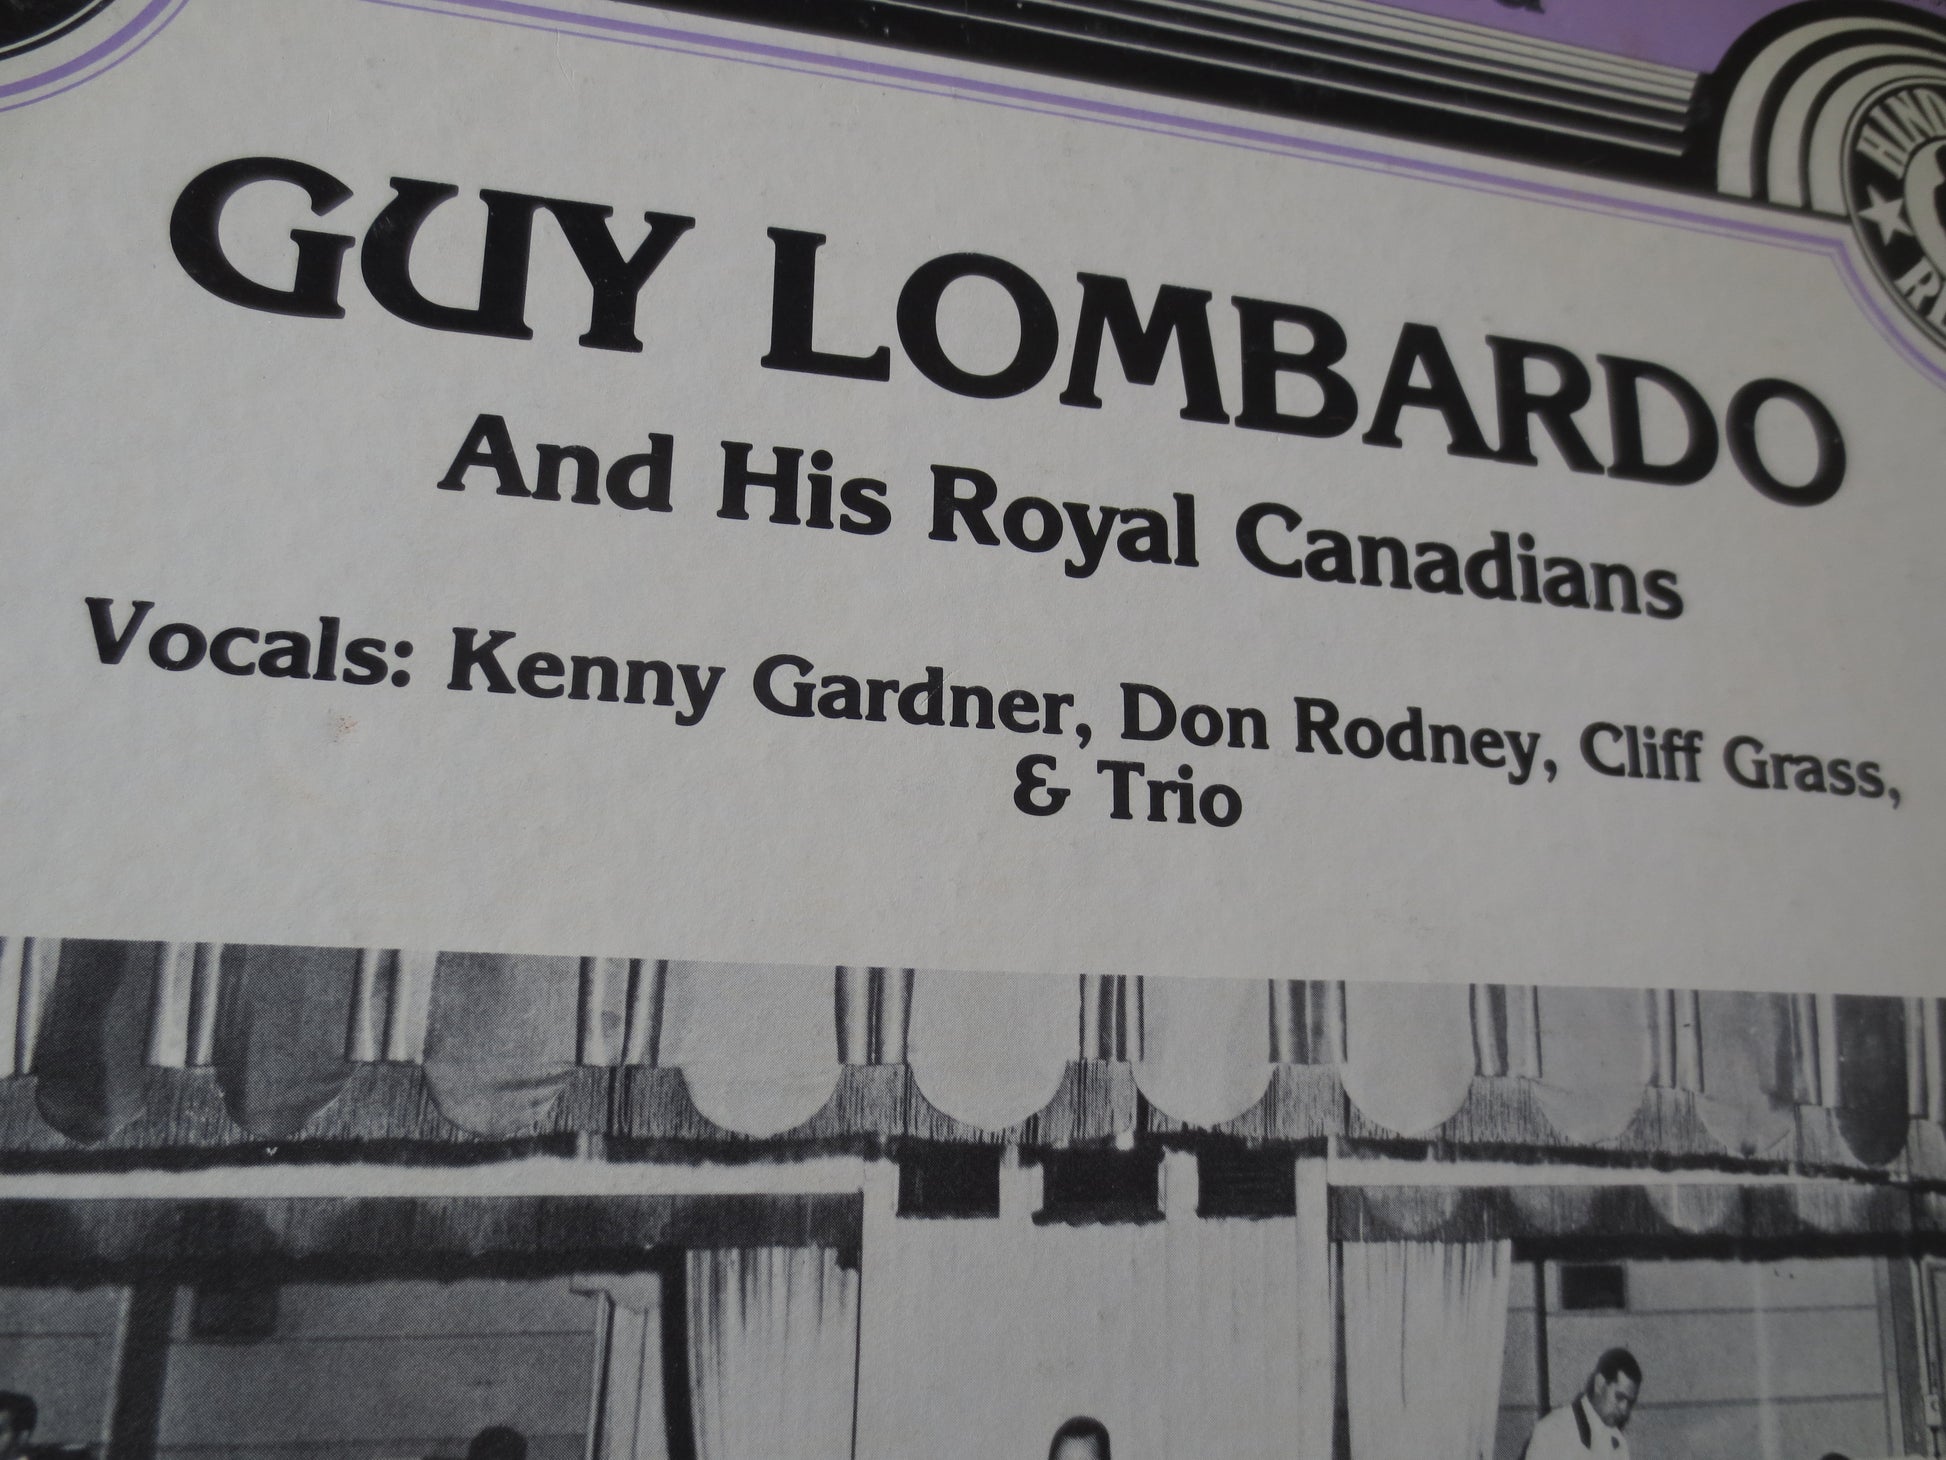 GUY LOMBARDO
And His Royal Canadians
Vocals: Kenny Gardner, Don Rodney, Cliff Grass,
& Trio